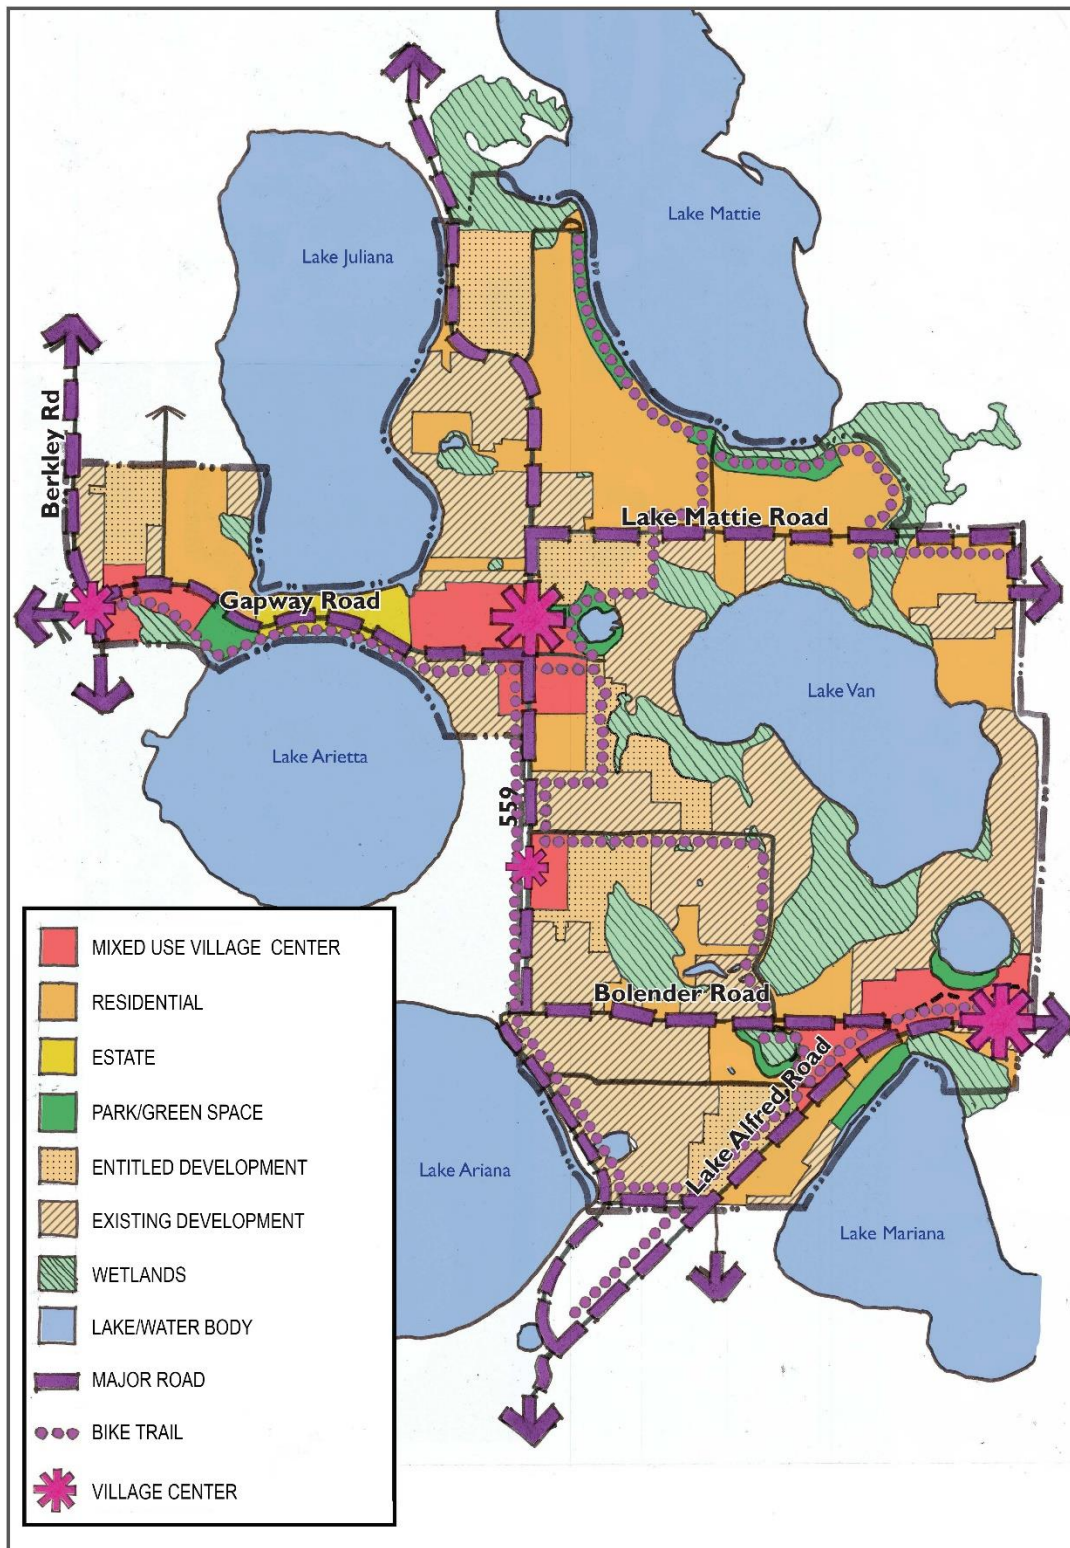 Lake Mattie
Lake Juliana
Berkley Rd
Lake Mattie Road
Gapway Road
Lake Van
Lake Arietta
559
Bolender Road
Lake Alfred Road
Lake Ariana
Lake Mariana
MIXED USE VILLAGE CENTER
RESIDENTIAL
ESTATE
PARK/GREEN SPACE
ENTITLED DEVELOPMENT
EXISTING DEVELOPMENT
WETLANDS
LAKE/WATER BODY
MAJOR ROAD
BIKE TRAIL
VILLAGE CENTER